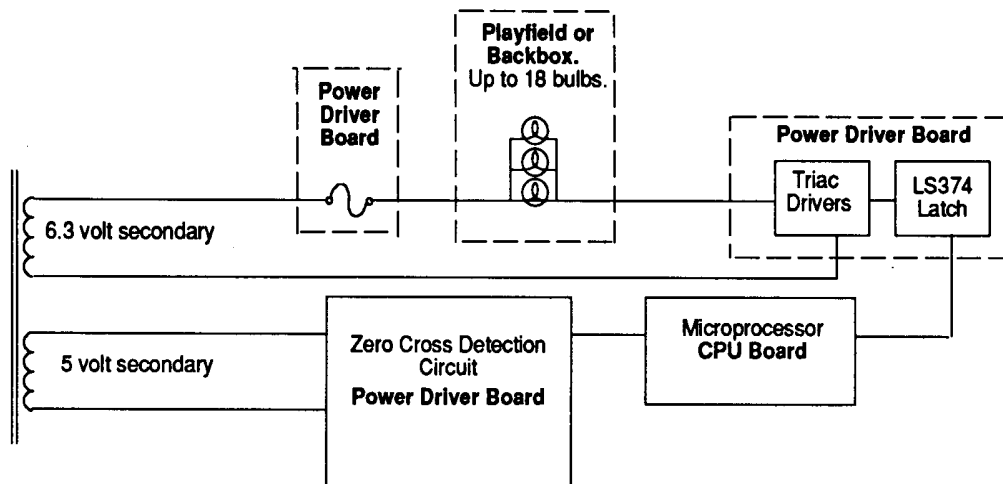 Playfield or
Backbox.
Up to 18 bulbs.
Power
Driver
Board
Power Driver Board
Triac
Drivers
LS374
Latch
6.3 volt secondary
5 volt secondary
Zero Cross Detection
Circuit
Power Driver Board
Microprocessor
CPU Board